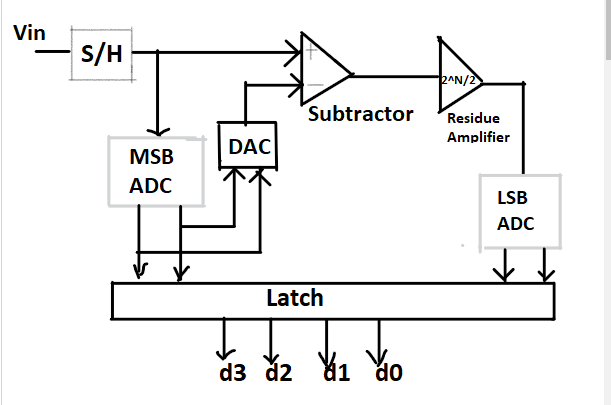 Vin
S/H
+
−
2^N/2
Subtractor
Residue
Amplifier
MSB
ADC
DAC
LSB
ADC
Latch
d3 d2 d1 d0